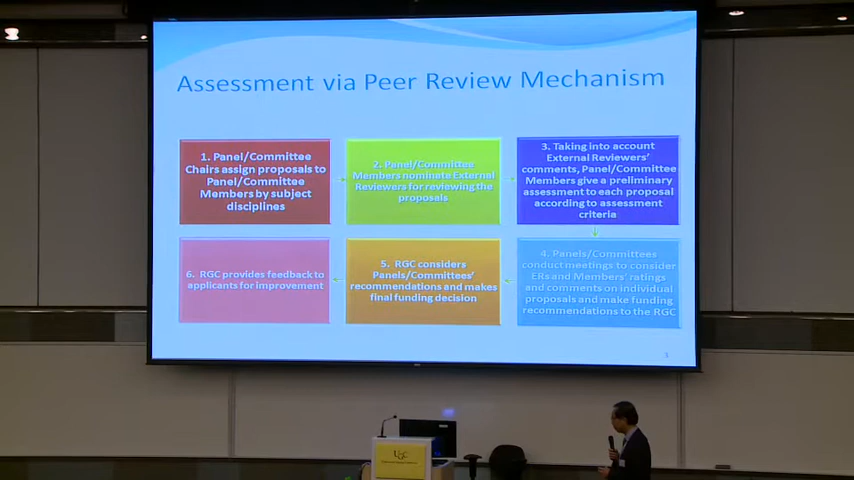 Assessment via Peer Review Mechanism
1. Panel/Committee
Chairs assign proposals to
Panel/Committee
Members by subject
disciplines
2. Panel/Committee
Members nominate External
Reviewers for reviewing the
proposals
3. Taking into account
External Reviewers'
comments, Panel/Committee
Members give a preliminary
assessment to each proposal
according to assessment
criteria
4. Panels/Committees
conduct meetings to consider
ERs and Members' ratings
and comments on individual
proposals and make funding
recommendations to the RGC
5. RGC considers
Panels/Committees'
recommendations and makes
final funding decision
6. RGC provides feedback to
applicants for improvement
UGC